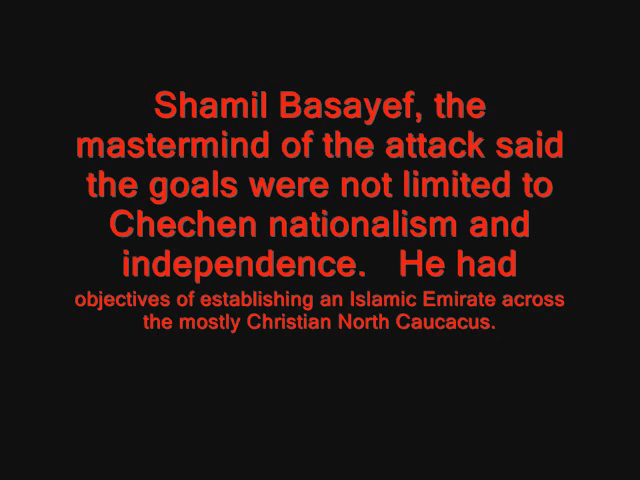 Shamil Basayef, the
mastermind of the attack said
the goals were not limited to
Chechen nationalism and
independence.   He had
objectives of establishing an Islamic Emirate across
the mostly Christian North Caucacus.